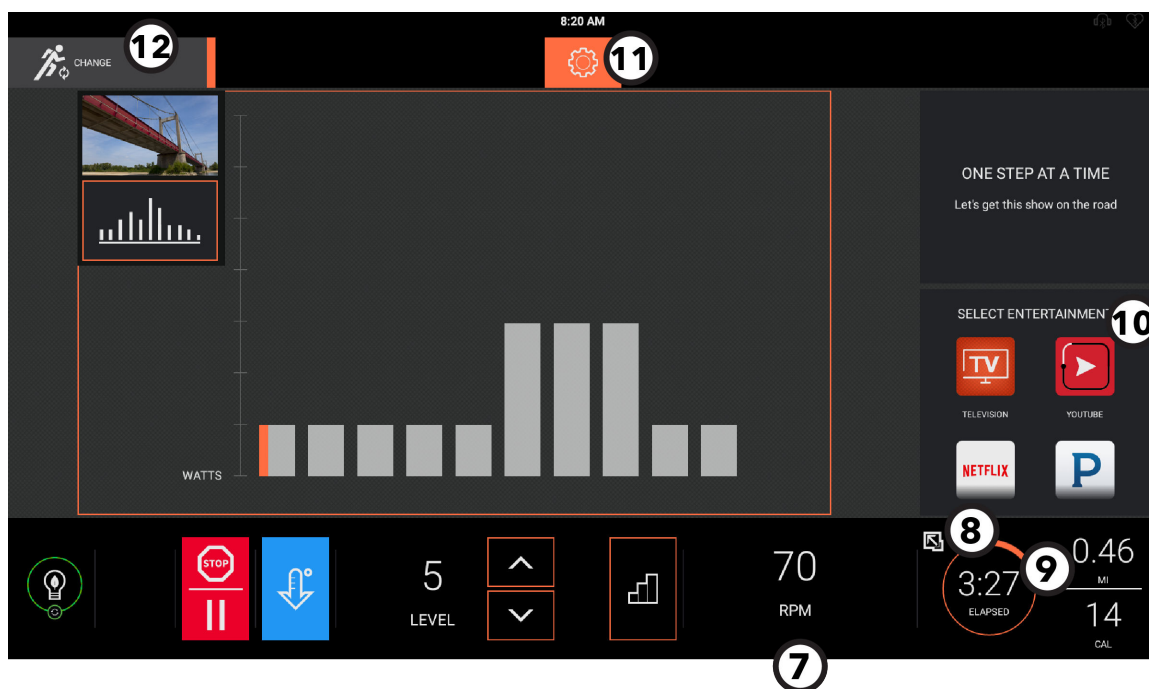 8:20 AM
12
CHANGE
11
ONE STEP AT A TIME
Let's get this show on the road
SELECT ENTERTAINMENT
10
TV
TELEVISION
YOUTUBE
NETFLIX
P
WATTS
STOP
5
LEVEL
70
RPM
7
8
9
3:27
ELAPSED
0.46
MI
14
CAL